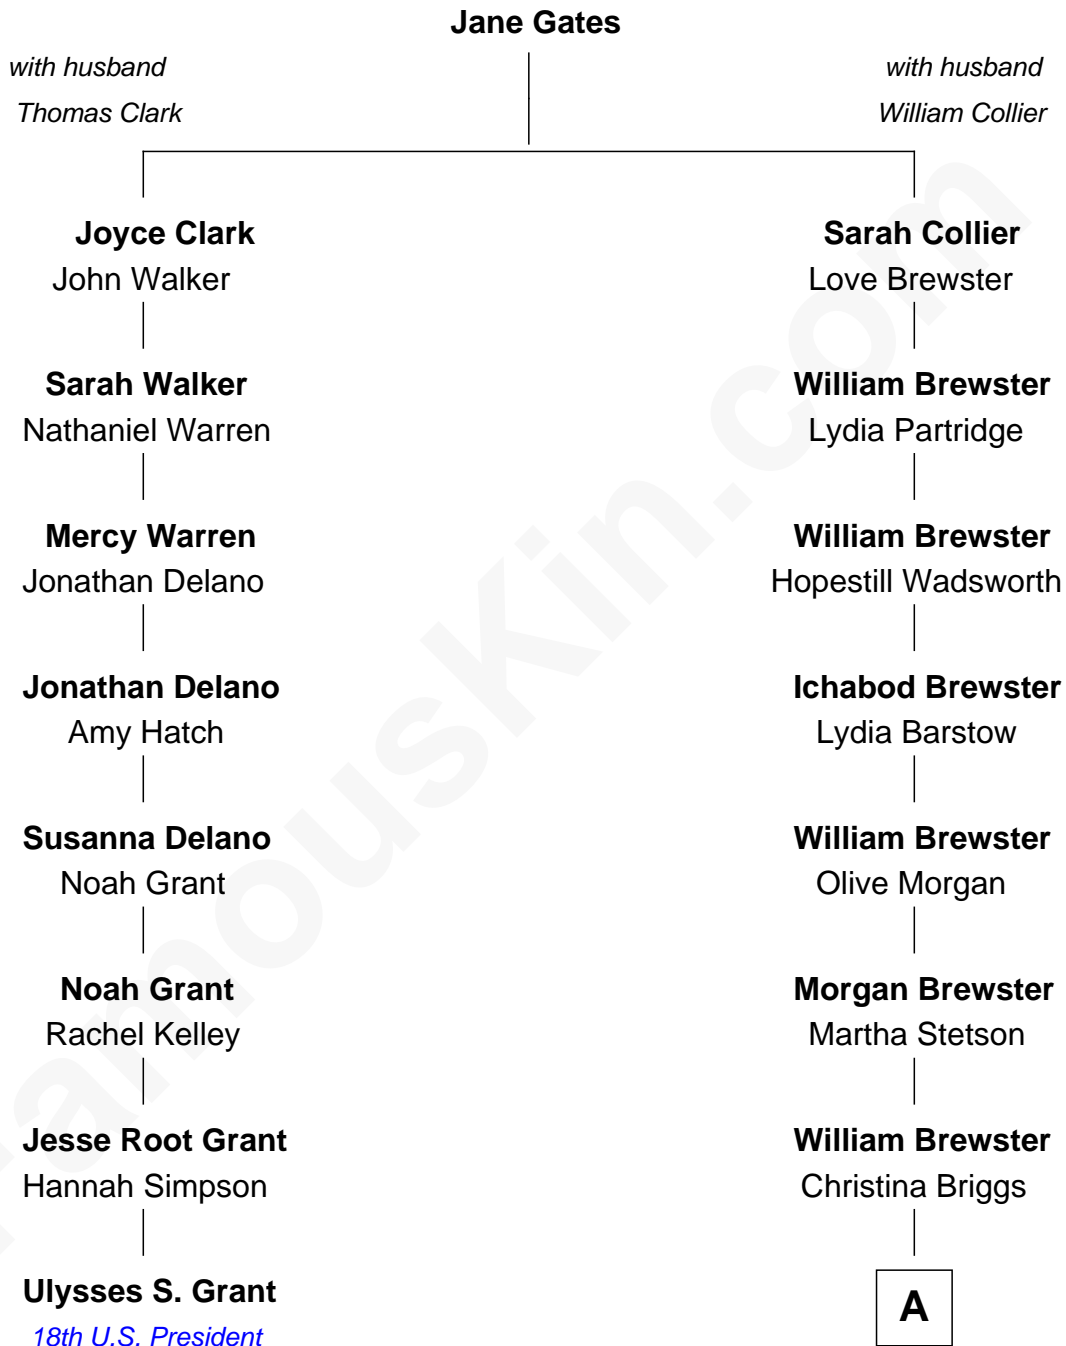 Jane Gates
with husband
Thomas Clark
with husband
William Collier
Joyce Clark
John Walker
Sarah Collier
Love Brewster
Sarah Walker
Nathaniel Warren
William Brewster
Lydia Partridge
Mercy Warren
Jonathan Delano
William Brewster
Hopestill Wadsworth
Jonathan Delano
Amy Hatch
Ichabod Brewster
Lydia Barstow
Susanna Delano
Noah Grant
William Brewster
Olive Morgan
Noah Grant
Rachel Kelley
Morgan Brewster
Martha Stetson
Jesse Root Grant
Hannah Simpson
William Brewster
Christina Briggs
Ulysses S. Grant
18th U.S. President
A
FamousKin.com